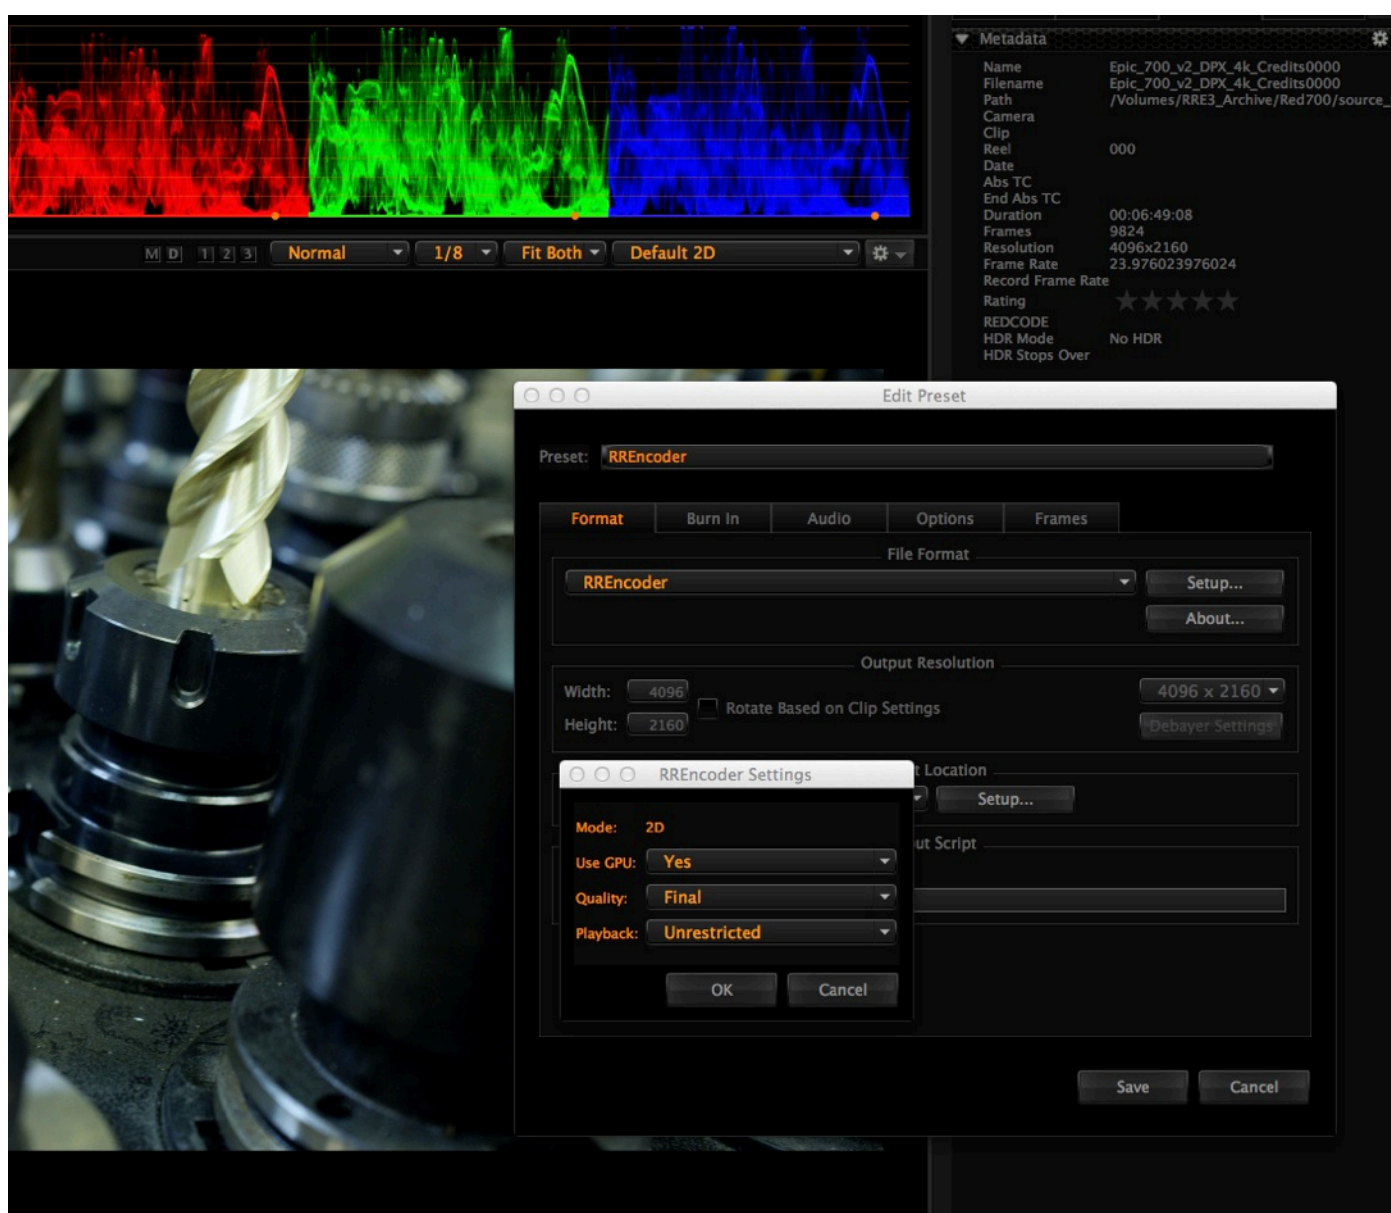 Metadata
Name Epic_700_v2_DPX_4k_Credits0000
Filename Epic_700_v2_DPX_4k_Credits0000
Path /Volumes/RRE3_Archive/Red700/source_
Camera
Clip
Reel 000
Date
Abs TC
End Abs TC
Duration 00:06:49:08
Frames 9824
Resolution 4096x2160
Frame Rate 23.976023976024
Record Frame Rate
Rating
REDCODE
HDR Mode No HDR
HDR Stops Over
M D 1 2 3 Normal 1/8 Fit Both Default 2D
Edit Preset
Preset: RREncoder
Format Burn In Audio Options Frames
File Format
RREncoder Setup...
About...
Output Resolution
Width: 4096 Rotate Based on Clip Settings 4096 x 2160
Height: 2160 Debayer Settings
t Location
Setup...
ut Script
RREncoder Settings
Mode: 2D
Use GPU: Yes
Quality: Final
Playback: Unrestricted
OK Cancel
Save Cancel